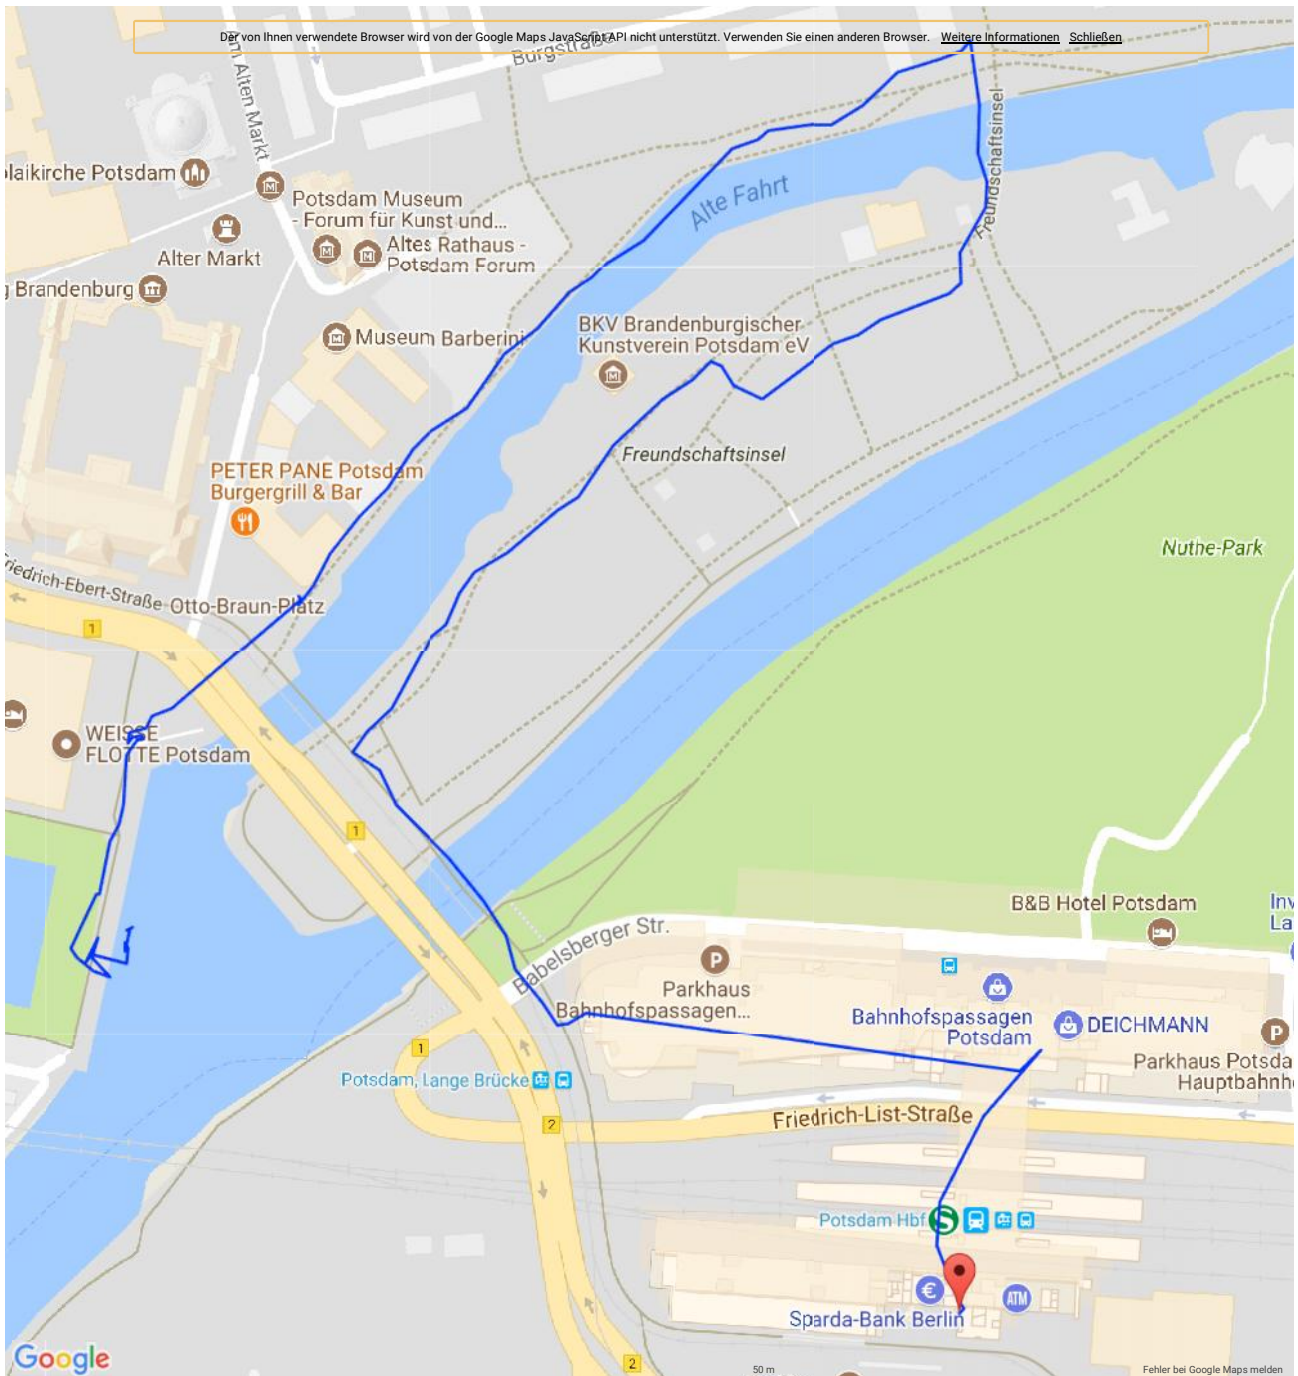 Der von Ihnen verwendete Browser wird von der Google Maps JavaScript API nicht unterstützt. Verwenden Sie einen anderen Browser. Weitere Informationen Schließen
Burgstraße
Am Alten Markt
Freundschaftsinsel
laikirche Potsdam
Potsdam Museum
- Forum für Kunst und...
Alte Fahrt
Alter Markt
Altes Rathaus -
Potsdam Forum
g Brandenburg
Museum Barberini
BKV Brandenburgischer
Kunstverein Potsdam eV
Freundschaftsinsel
PETER PANE Potsdam
Burgergrill & Bar
Nuthe-Park
Friedrich-Ebert-Straße
Otto-Braun-Platz
1
WEISSE
FLOTTE Potsdam
1
B&B Hotel Potsdam
Inv
La
Babelsberger Str.
P
Parkhaus
Bahnhofspassagen...
Bahnhofspassagen
Potsdam
DEICHMANN
P
Parkhaus Potsda
Hauptbahnh
1
Potsdam, Lange Brücke
2
Friedrich-List-Straße
Potsdam Hbf
S
€
ATM
Sparda-Bank Berlin
Google
2
50 m
Fehler bei Google Maps melden